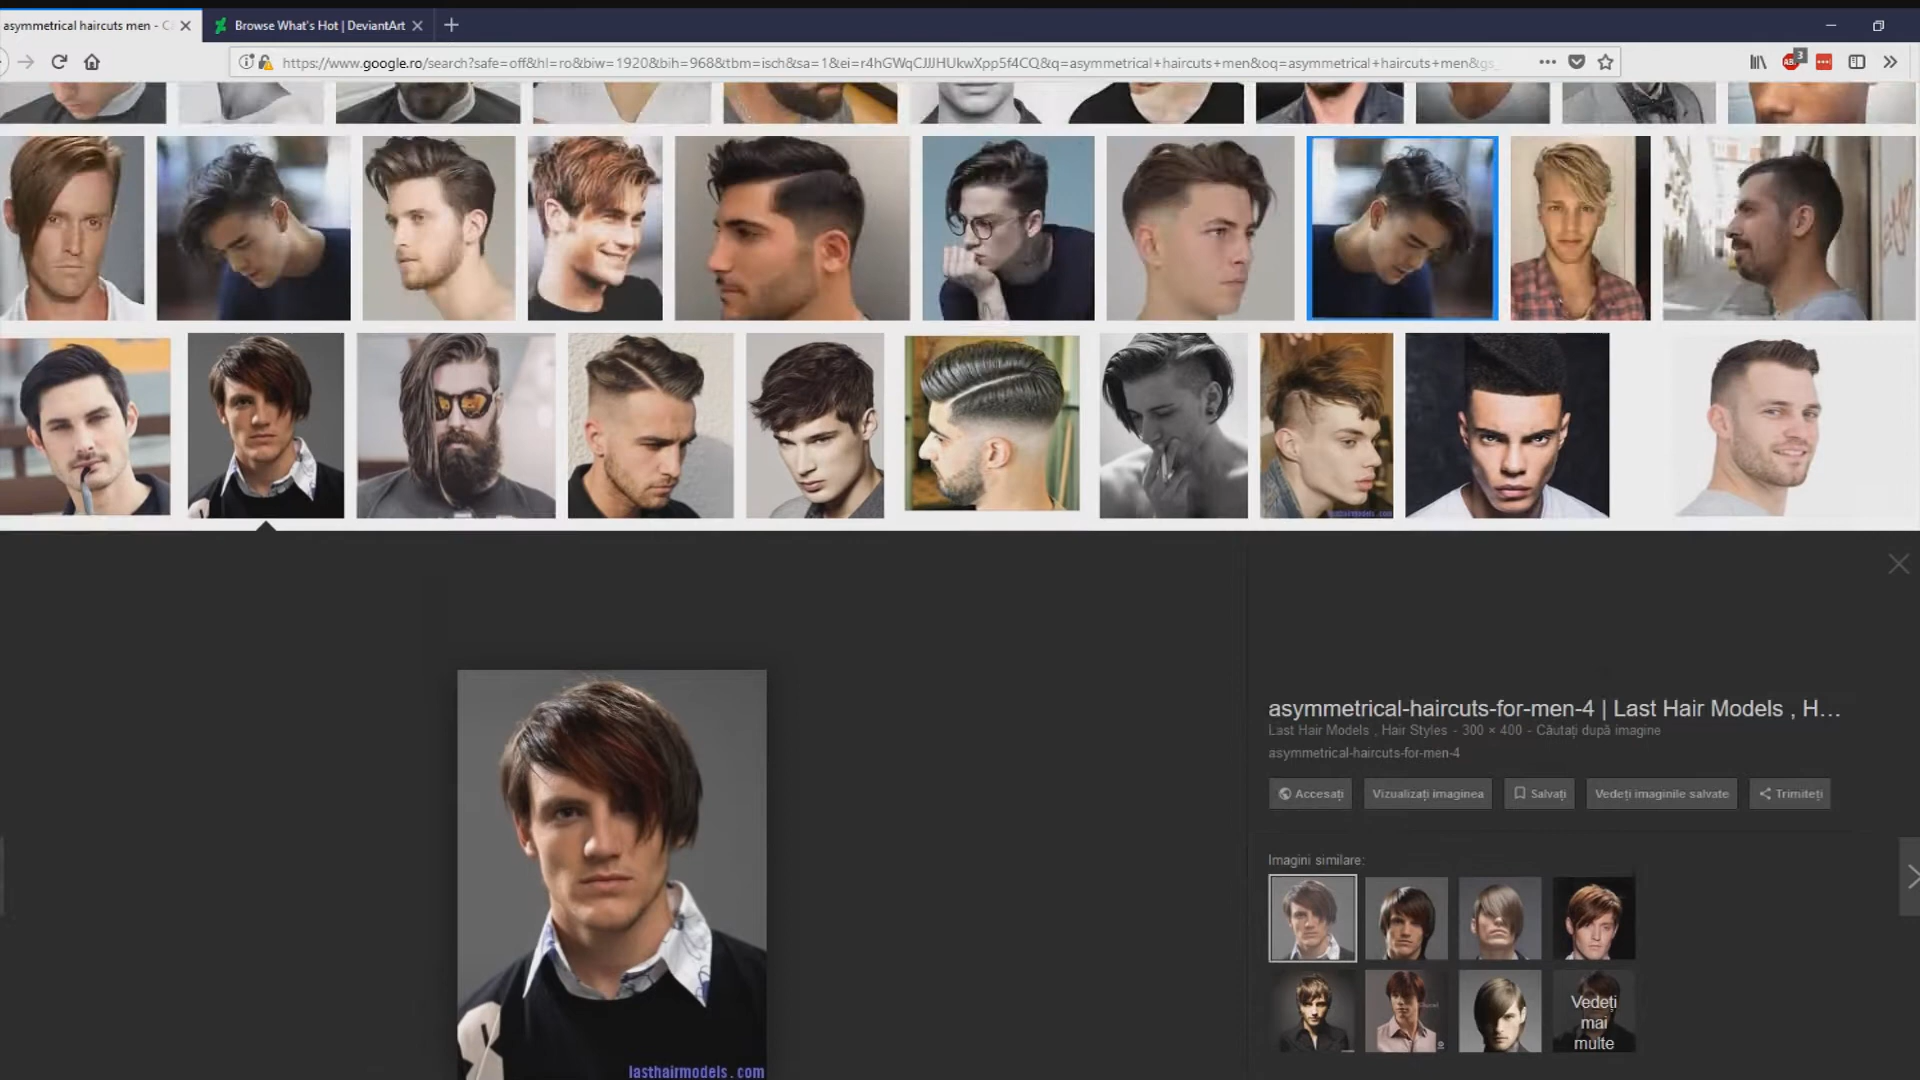 asymmetrical haircuts men - G
Browse What's Hot | DeviantArt
https://www.google.ro/search?safe=off&hl=ro&biw=1920&bih=968&tbm=isch&sa=1&ei=r4hGWqCJJJHUkwXpp5f4CQ&q=asymmetrical+haircuts+men&oq=asymmetrical+haircuts+men&gs_
3
asymmetrical-haircuts-for-men-4 | Last Hair Models , H...
Last Hair Models , Hair Styles - 300 × 400 - Căutați după imagine
asymmetrical-haircuts-for-men-4
Accesați
Vizualizați imaginea
Salvați
Vedeți imaginile salvate
Trimiteți
Imagini similare:
Vedeți
mai
multe
lasthairmodels.com